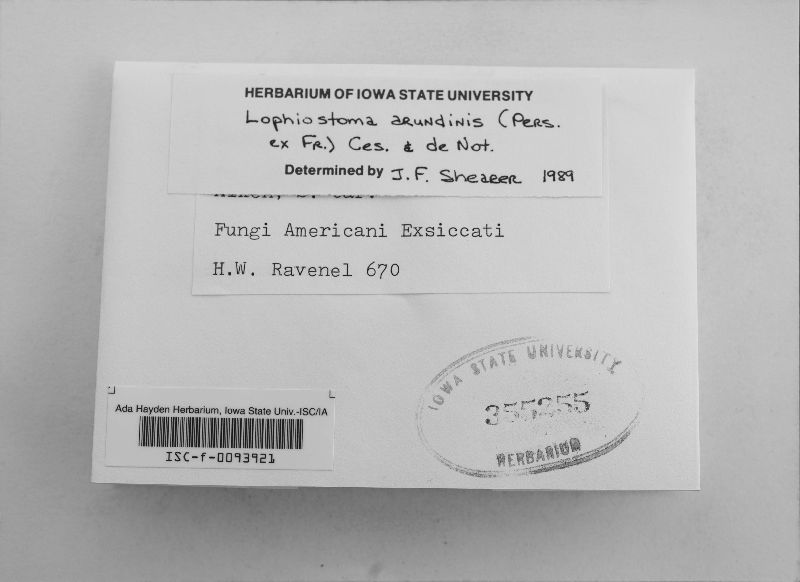 HERBARIUM OF IOWA STATE UNIVERSITY
Lophiostoma arundinis (Pers.
ex Fr.) Ces. & de Not.
Determined by J.F. Shearer 1989
Fungi Americani Exsiccati
H.W. Ravenel 670
IOWA STATE UNIVERSITY
355255
HERBARIUM
Ada Hayden Herbarium, Iowa State Univ.-ISC/IA
ISC-f-0093921